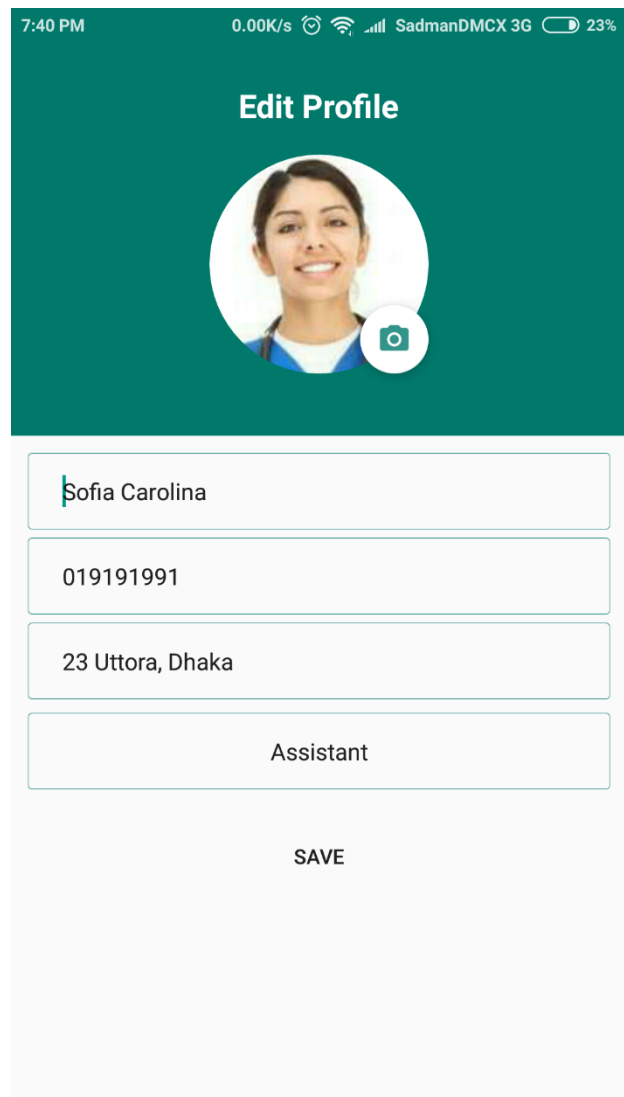 7:40 PM 0.00K/s SadmanDMCX 3G 23%
Edit Profile
Sofia Carolina
019191991
23 Uttora, Dhaka
Assistant
SAVE